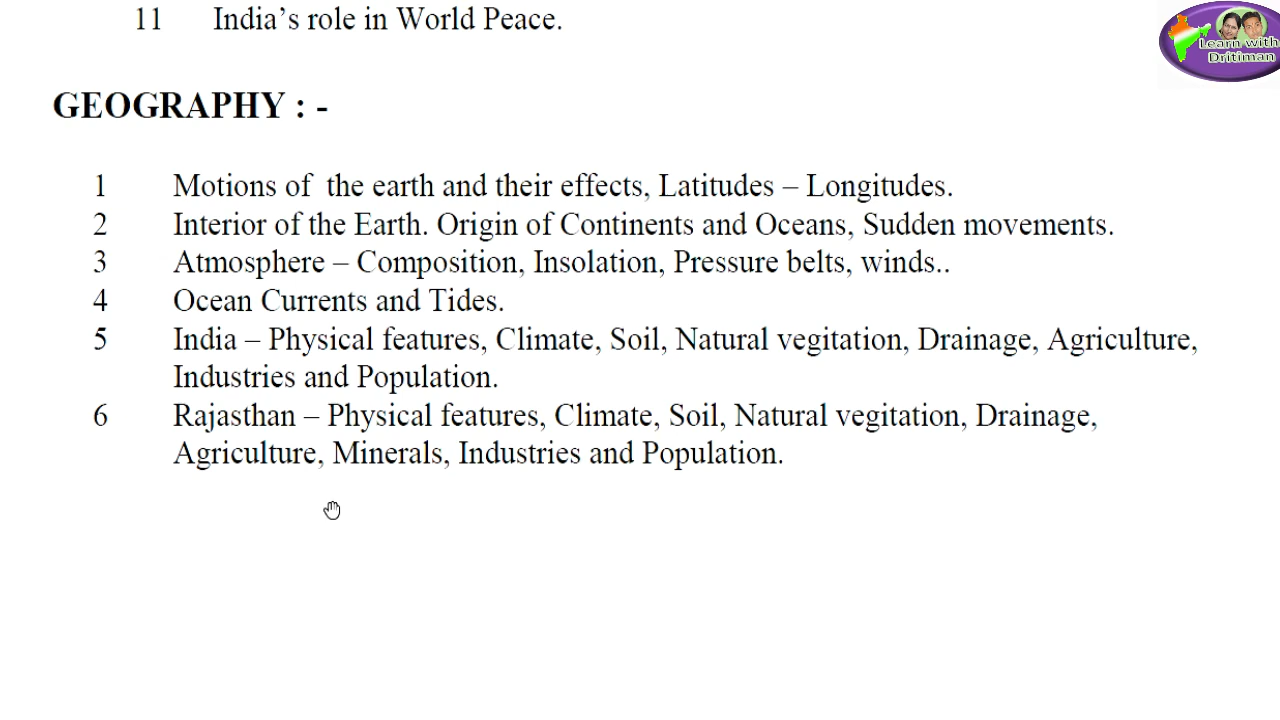 11 India's role in World Peace.
Learn with
Dritiman
GEOGRAPHY : -
1 Motions of the earth and their effects, Latitudes – Longitudes.
2 Interior of the Earth. Origin of Continents and Oceans, Sudden movements.
3 Atmosphere – Composition, Insolation, Pressure belts, winds..
4 Ocean Currents and Tides.
5 India – Physical features, Climate, Soil, Natural vegitation, Drainage, Agriculture,
Industries and Population.
6 Rajasthan – Physical features, Climate, Soil, Natural vegitation, Drainage,
Agriculture, Minerals, Industries and Population.